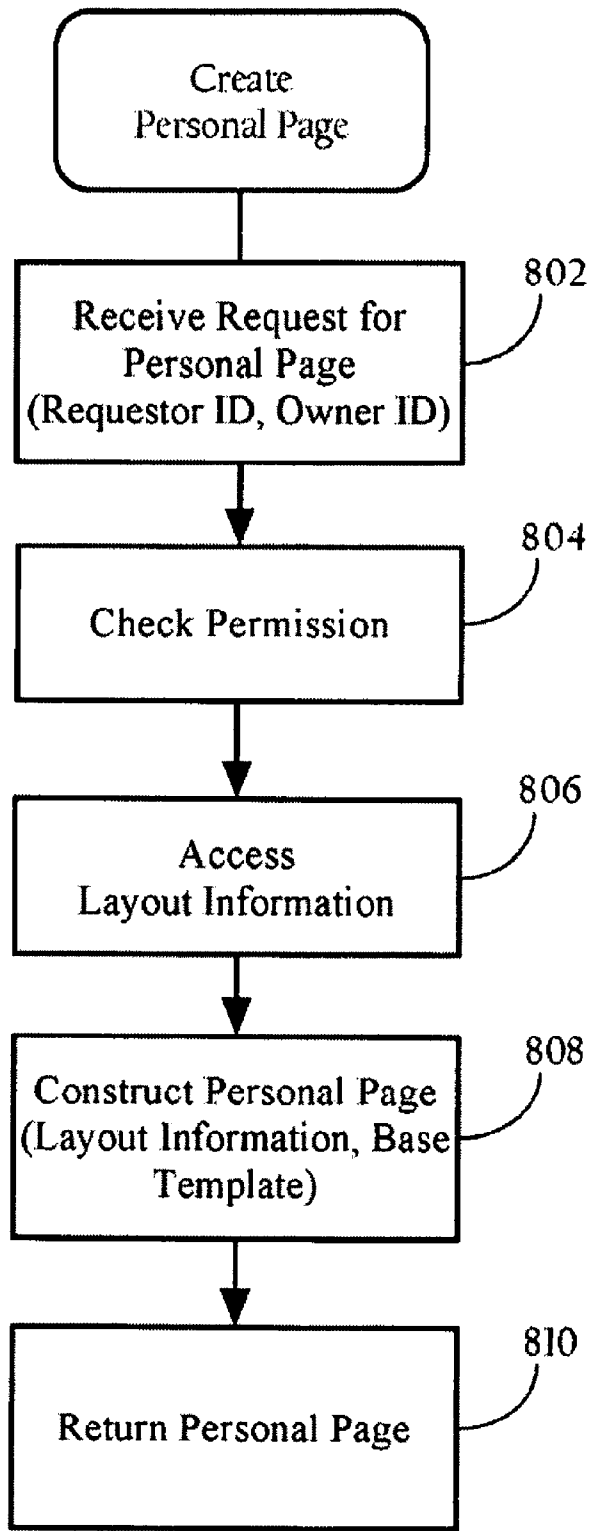 Create
Personal Page
802
Receive Request for
Personal Page
(Requestor ID, Owner ID)
804
Check Permission
806
Access
Layout Information
808
Construct Personal Page
(Layout Information, Base
Template)
810
Return Personal Page